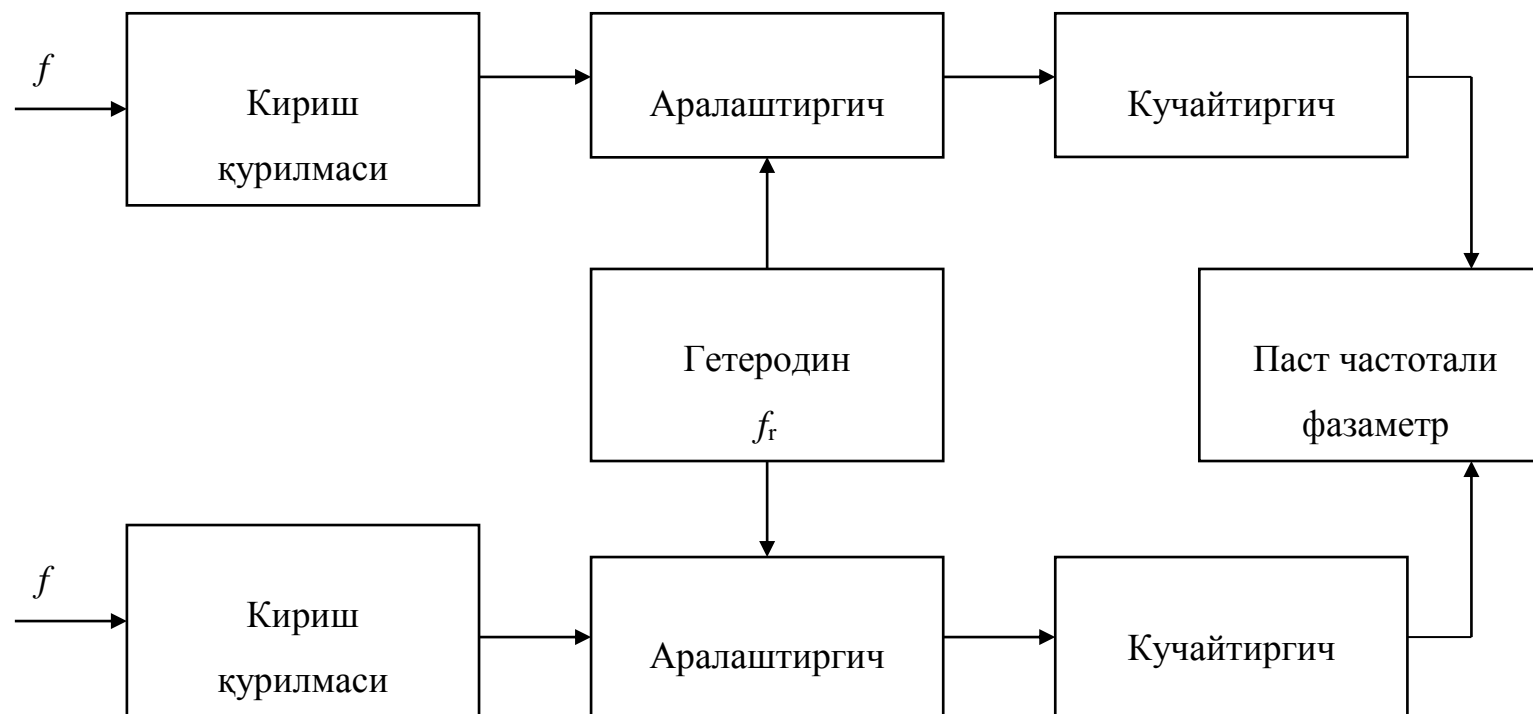 f
Кириш
қурилмаси
Аралаштиргич
Кучайтиргич
Гетеродин
fг
Паст частотали
фазаметр
f
Кириш
қурилмаси
Аралаштиргич
Кучайтиргич